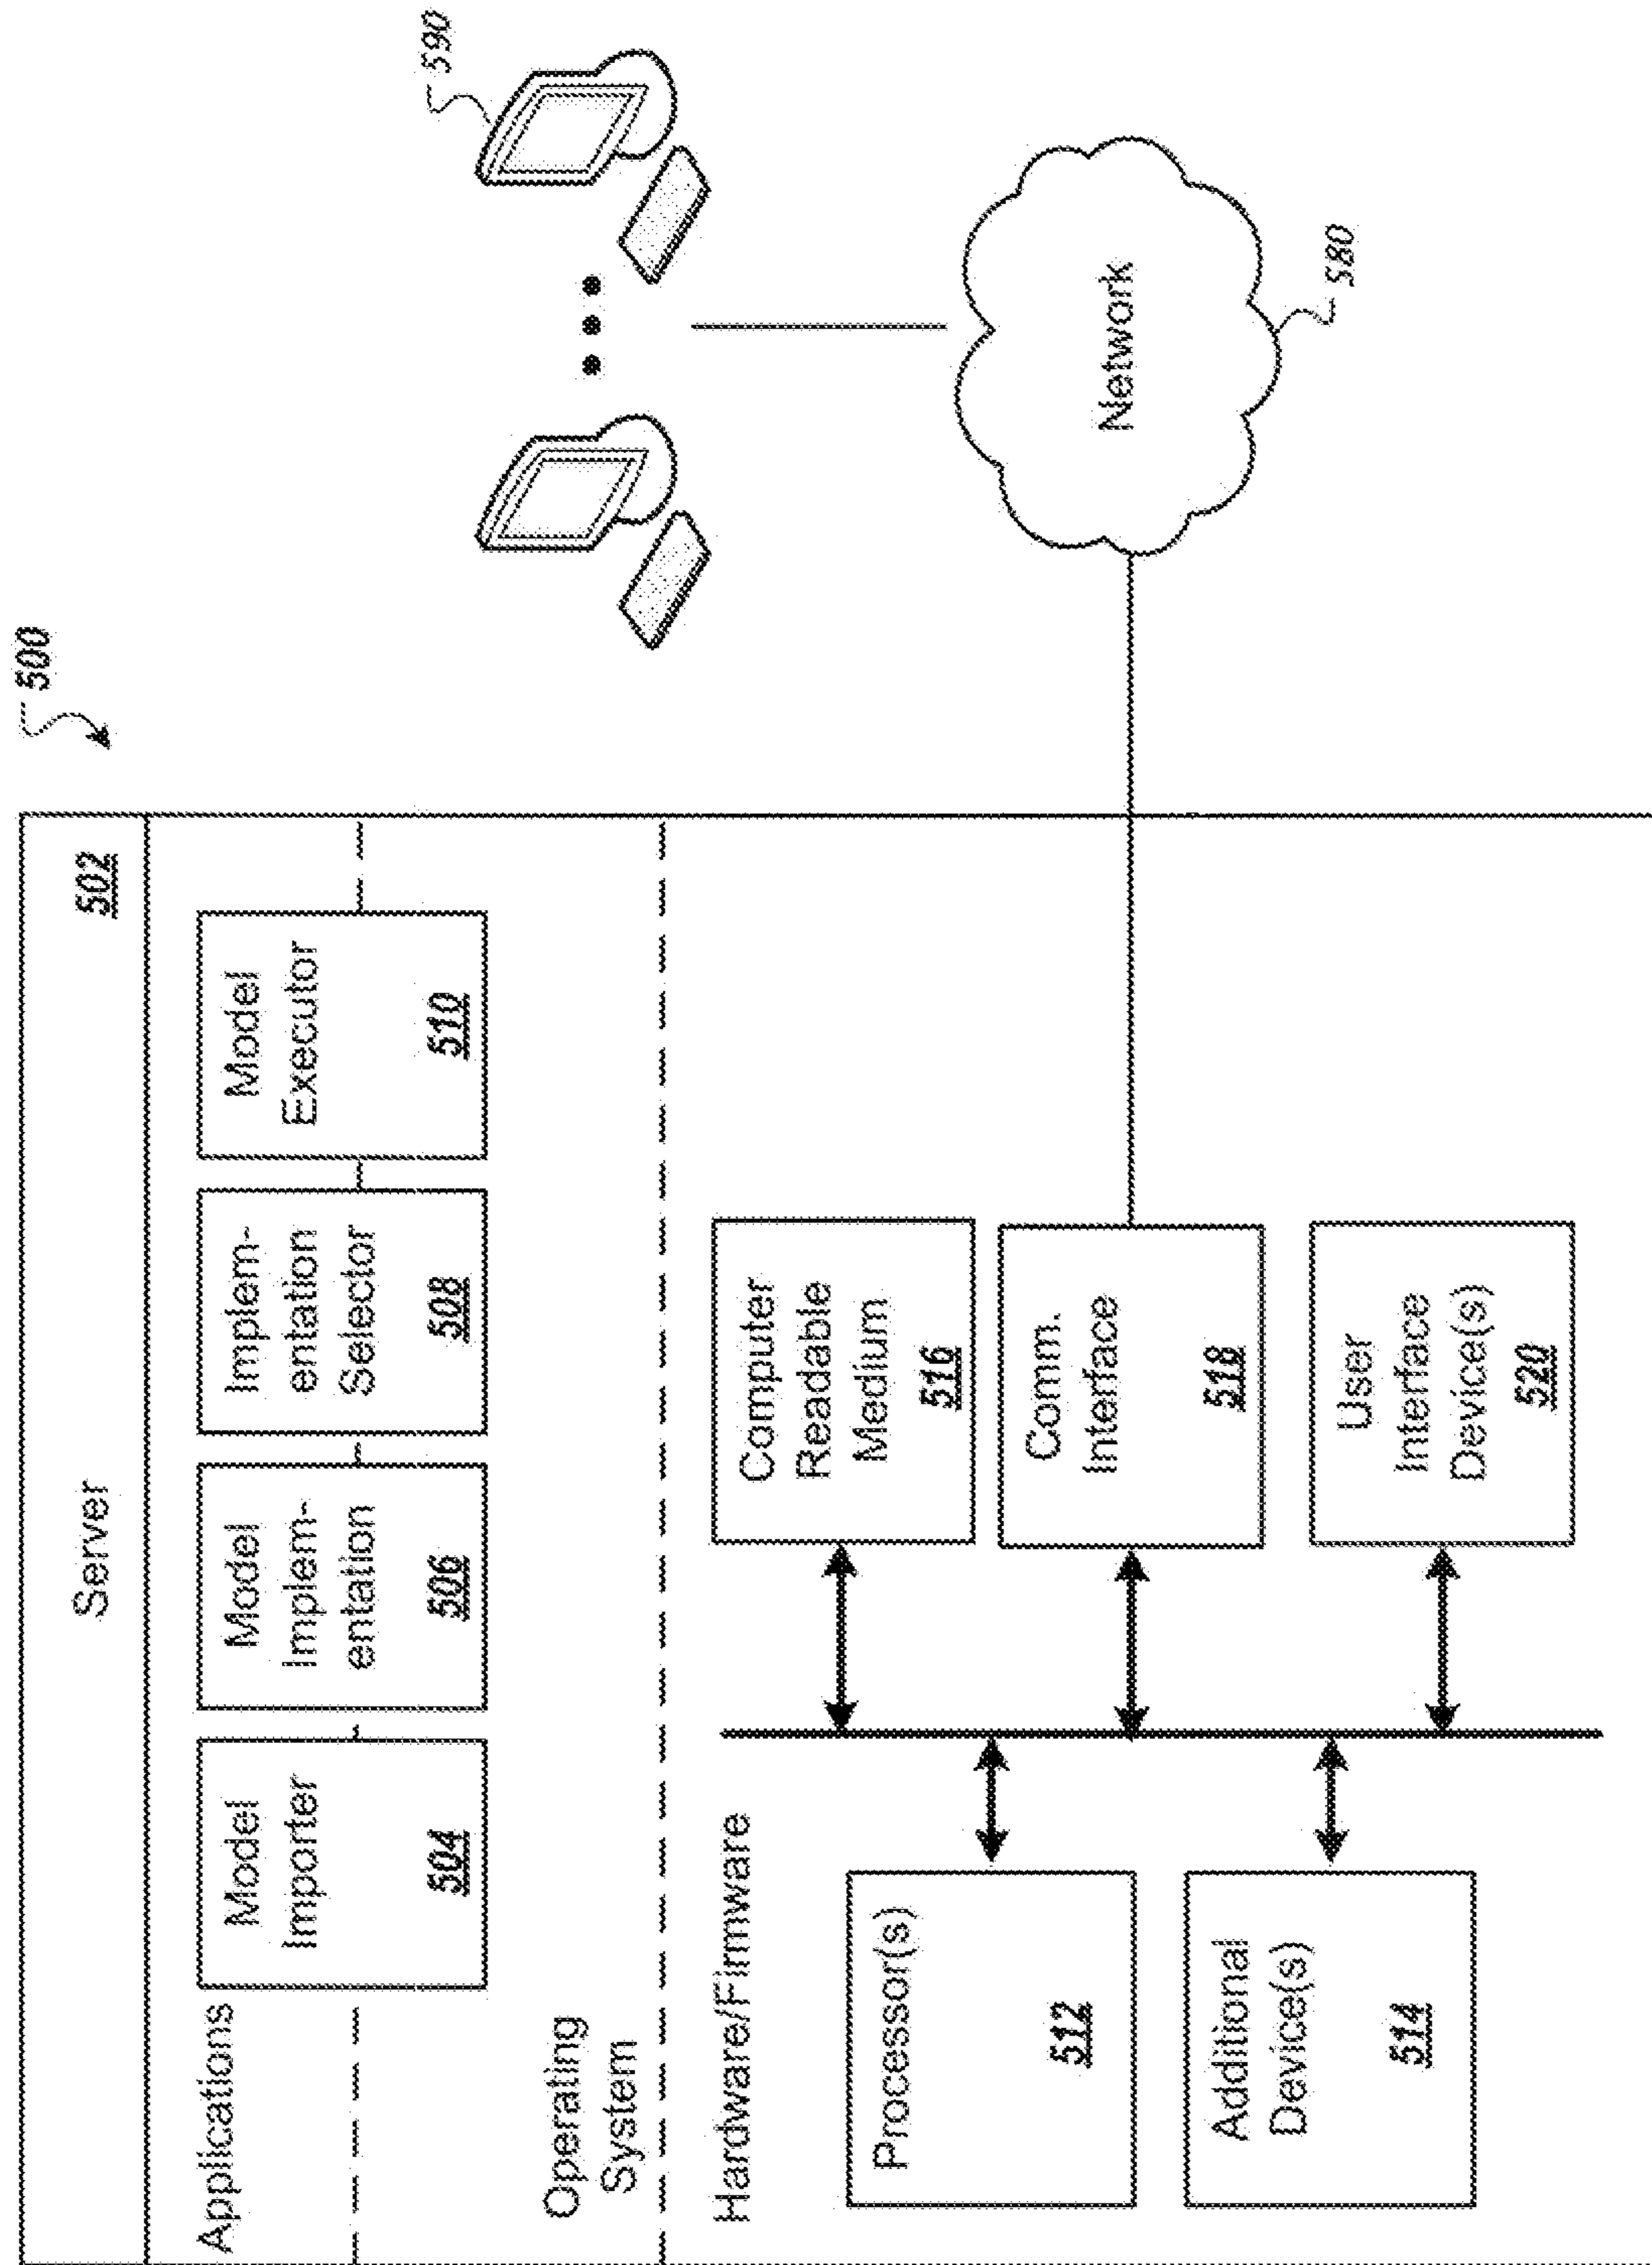 500
Server
502
Applications
Model
Importer
504
Model
Implem-
entation
506
Implem-
entation
Selector
508
Model
Executor
510
Operating
System
Hardware/Firmware
Processor(s)
512
Additional
Device(s)
514
Computer
Readable
Medium
516
Comm.
Interface
518
User
Interface
Device(s)
520
590
Network
580